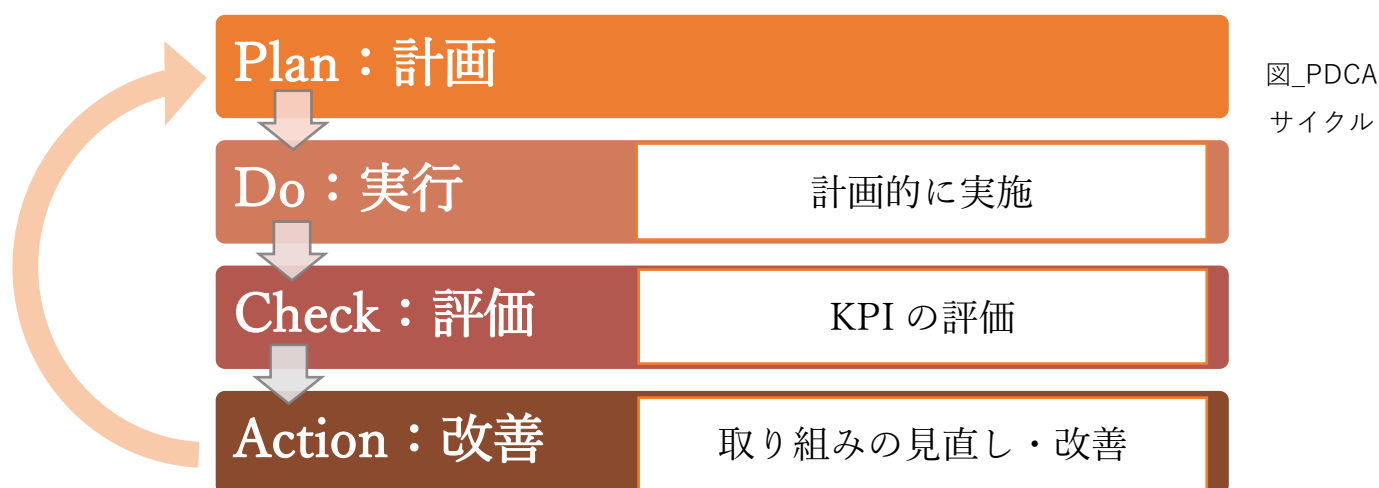 Plan：計画
図_PDCA
サイクル
Do：実行
計画的に実施
Check：評価
KPI の評価
Action：改善
取り組みの見直し・改善